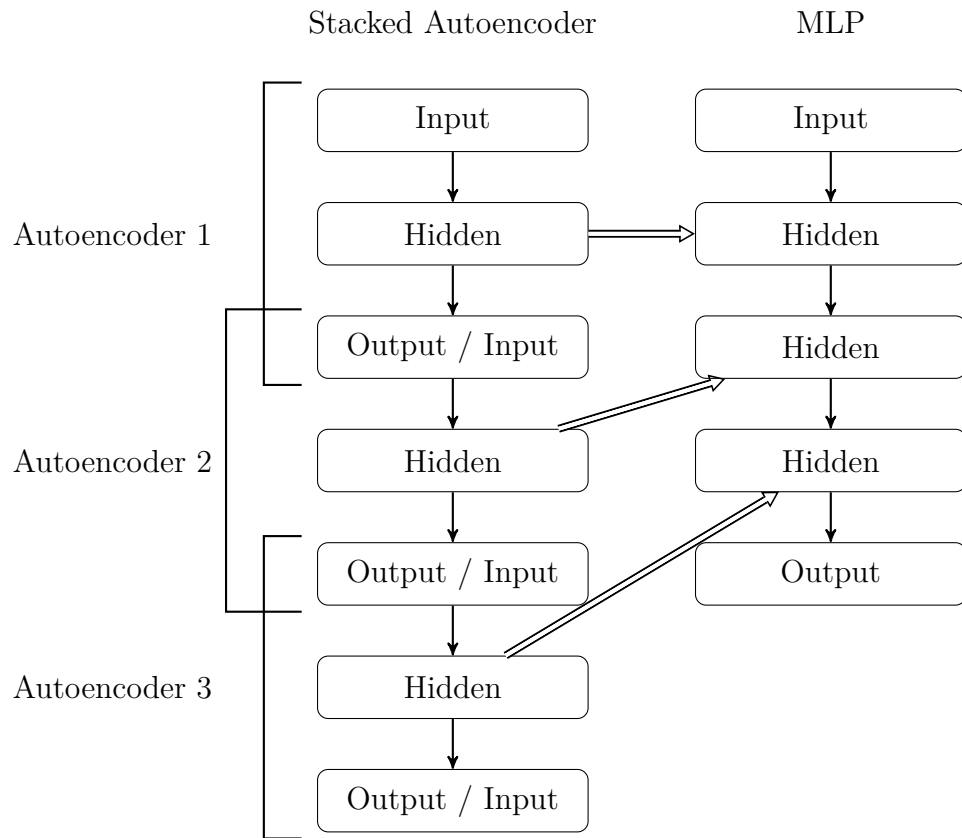 Stacked Autoencoder
MLP
Input
Input
Autoencoder 1
Hidden
Hidden
Output / Input
Hidden
Autoencoder 2
Hidden
Hidden
Output / Input
Output
Autoencoder 3
Hidden
Output / Input